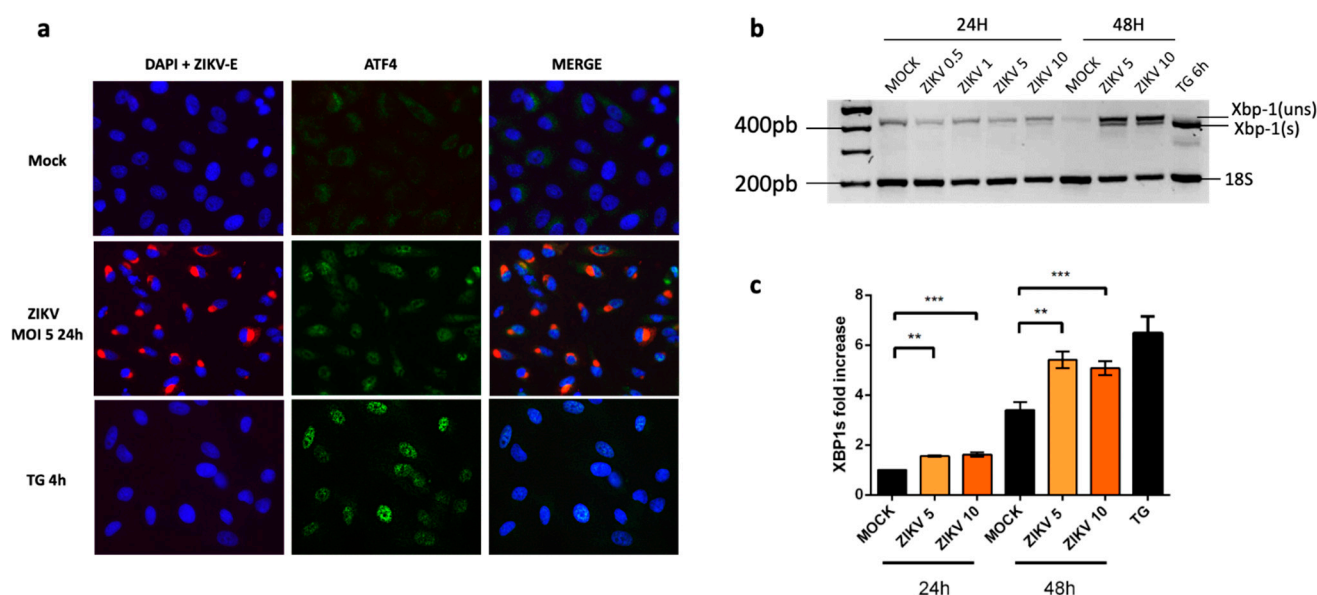 a
DAPI + ZIKV-E
ATF4
MERGE
Mock
ZIKV
MOI 5 24h
TG 4h
b
24H
48H
MOCK
ZIKV 0.5
ZIKV 1
ZIKV 5
ZIKV 10
MOCK
ZIKV 5
ZIKV 10
TG 6h
400pb
200pb
Xbp-1(uns)
Xbp-1(s)
18S
c
XBP1s fold increase
8
6
4
2
0
***
**
***
**
MOCK
ZIKV 5
ZIKV 10
MOCK
ZIKV 5
ZIKV 10
TG
24h
48h